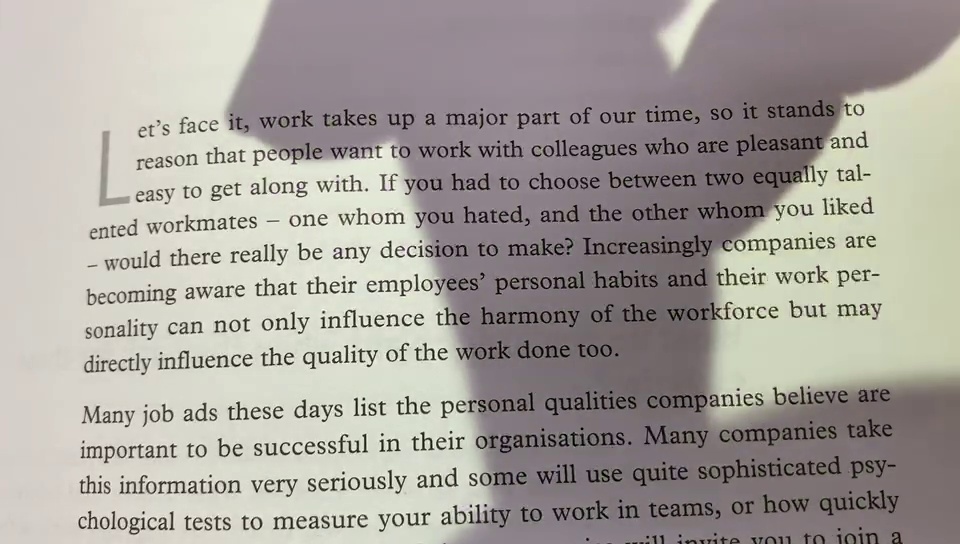 Let's face it, work takes up a major part of our time, so it stands to
reason that people want to work with colleagues who are pleasant and
easy to get along with. If you had to choose between two equally tal-
ented workmates – one whom you hated, and the other whom you liked
– would there really be any decision to make? Increasingly companies are
becoming aware that their employees' personal habits and their work per-
sonality can not only influence the harmony of the workforce but may
directly influence the quality of the work done too.
Many job ads these days list the personal qualities companies believe are
important to be successful in their organisations. Many companies take
this information very seriously and some will use quite sophisticated psy-
chological tests to measure your ability to work in teams, or how quickly
will invite you to join a